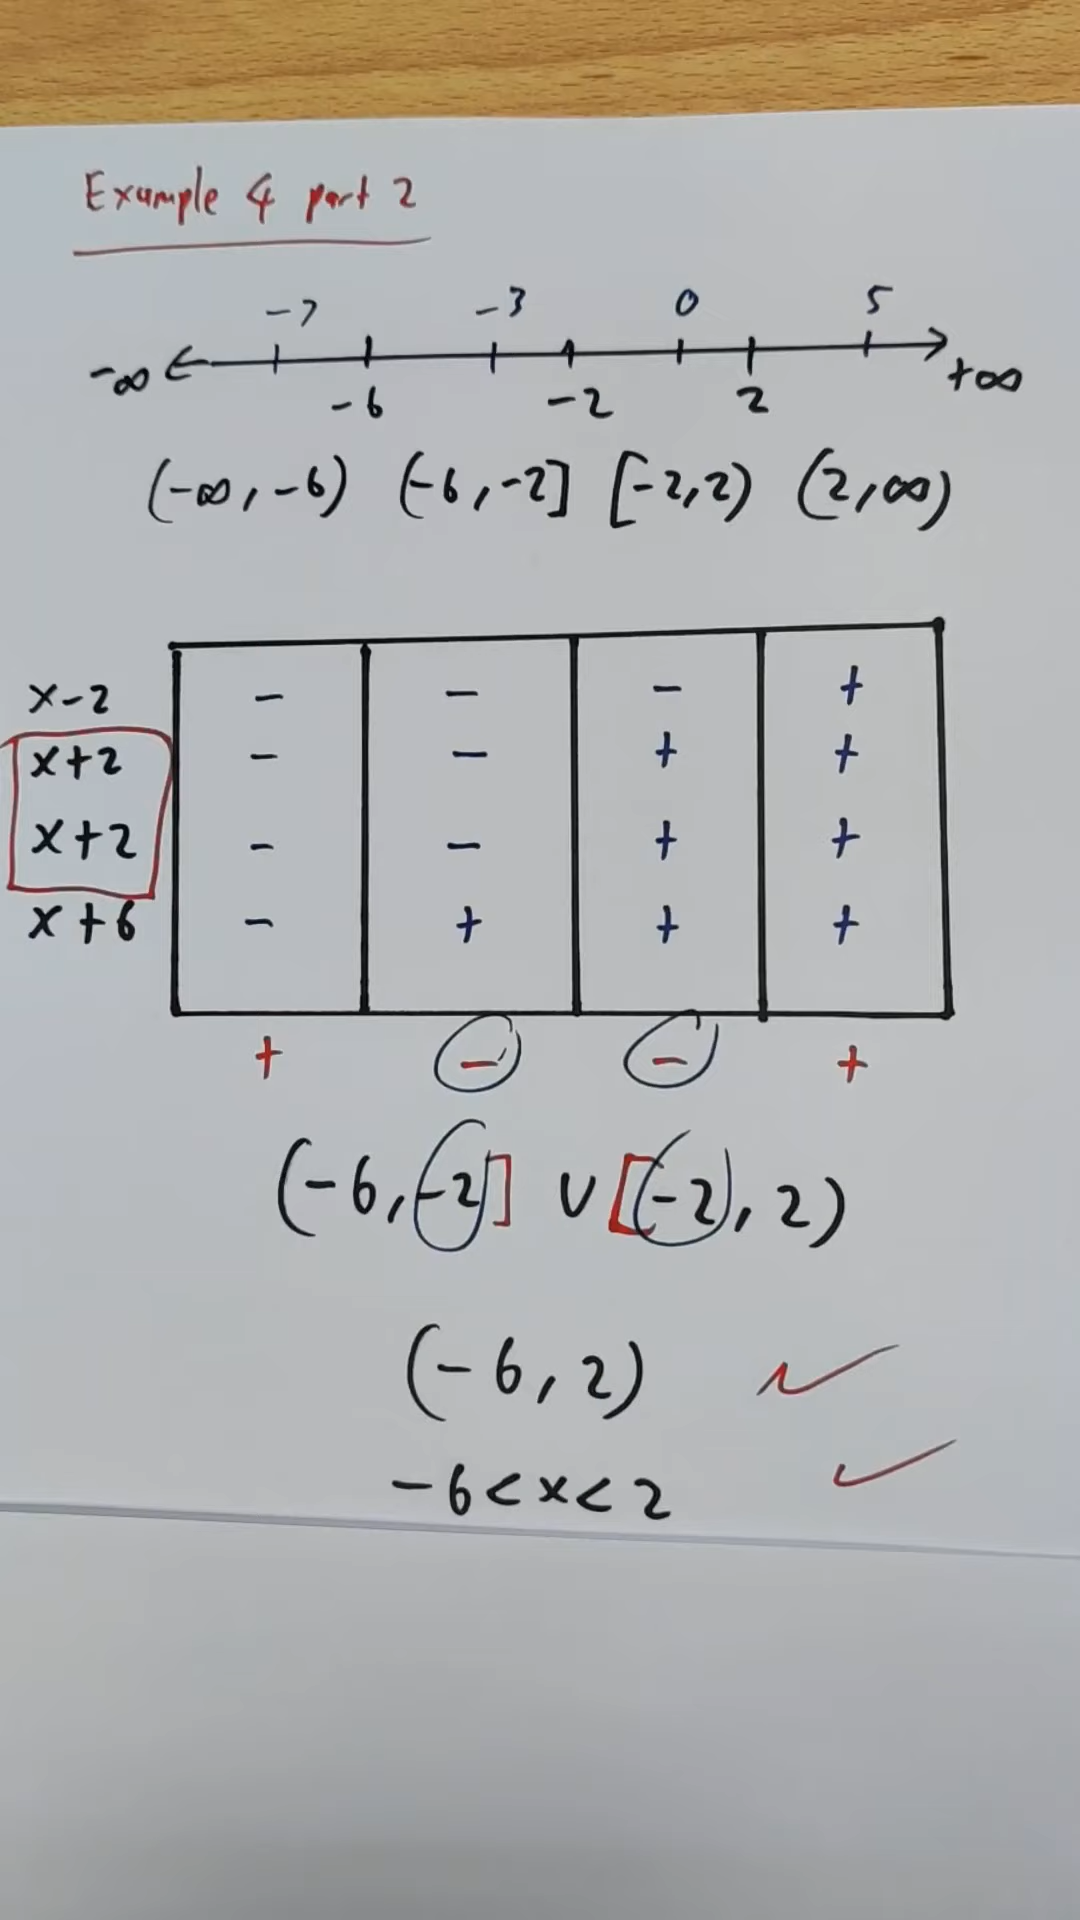 Example 4 part 2
-7 -3 0 5
-∞ +∞
-6 -2 2
(-∞, -6) (-6, -2] [-2, 2) (2, ∞)
x-2 - - - +
x+2 - - + +
x+2 - - + +
x+6 - + + +
+ - - +
(-6, -2] ∪ [-2, 2)
(-6, 2)
-6 < x < 2